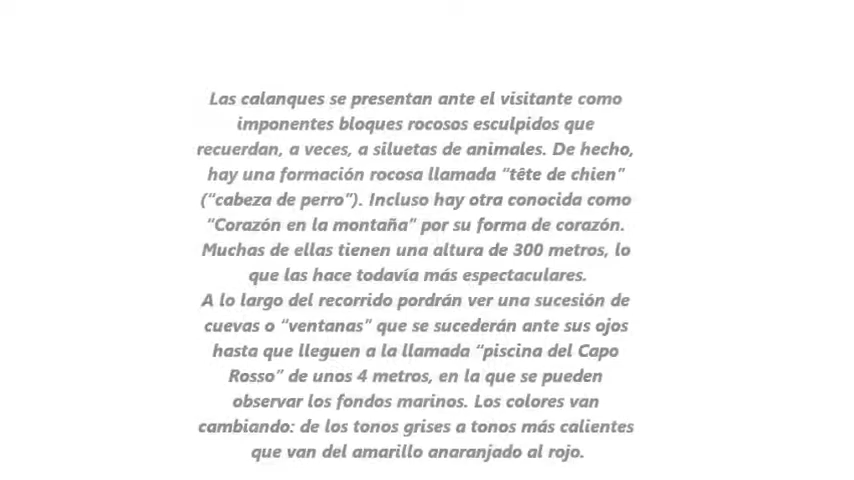 Las calanques se presentan ante el visitante como
imponentes bloques rocosos esculpidos que
recuerdan, a veces, a siluetas de animales. De hecho,
hay una formación rocosa llamada “tête de chien”
(“cabeza de perro”). Incluso hay otra conocida como
“Corazón en la montaña” por su forma de corazón.
Muchas de ellas tienen una altura de 300 metros, lo
que las hace todavía más espectaculares.
A lo largo del recorrido pordrán ver una sucesión de
cuevas o “ventanas” que se sucederán ante sus ojos
hasta que lleguen a la llamada “piscina del Capo
Rosso” de unos 4 metros, en la que se pueden
observar los fondos marinos. Los colores van
cambiando: de los tonos grises a tonos más calientes
que van del amarillo anaranjado al rojo.